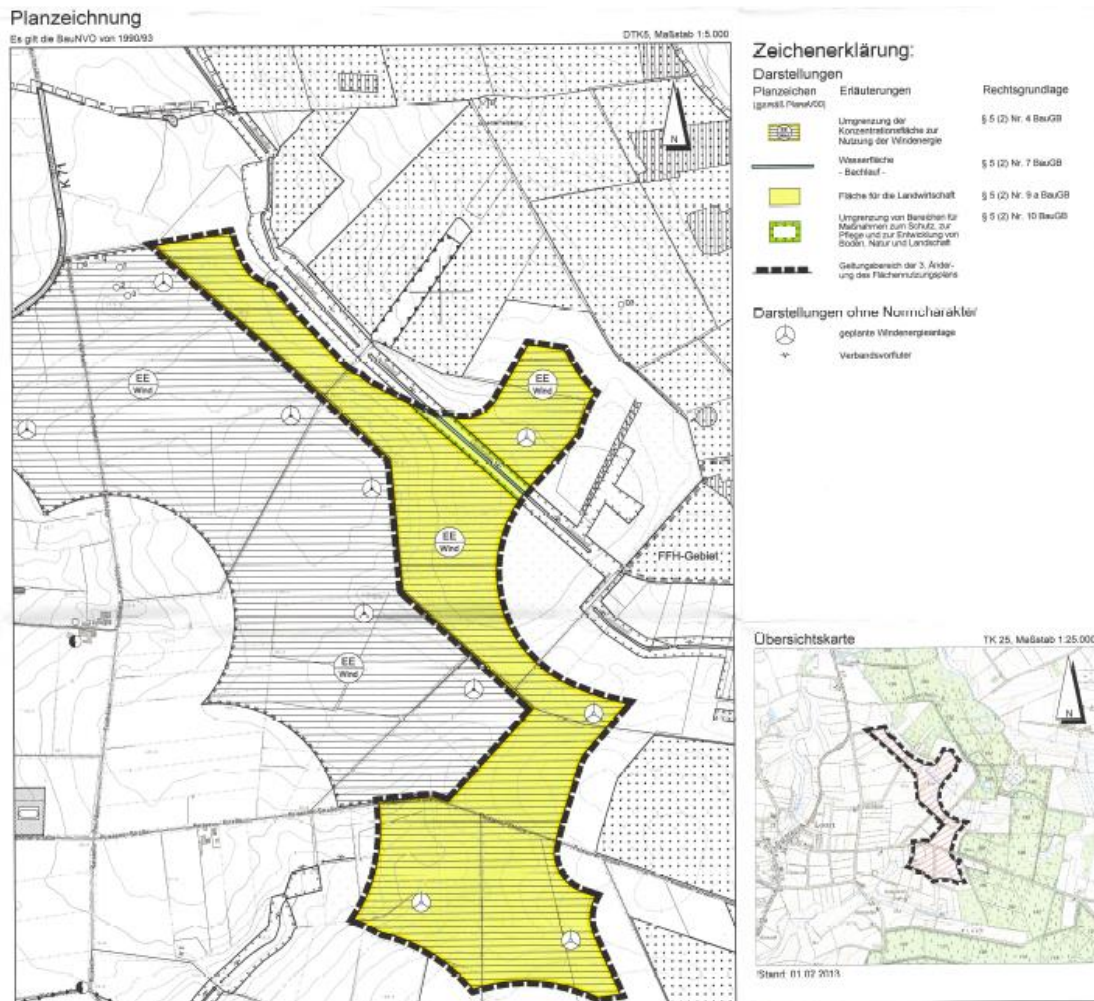 Planzeichnung
Es gilt die BauNVO von 1990/93
DTK5, Maßstab 1:5.000
N
EE
Wind
EE
Wind
EE
Wind
EE
Wind
FFH-Gebiet
Zeichenerklärung:
Darstellungen
Planzeichen
Erläuterungen
Rechtsgrundlage
Umgrenzung der
Konzentrationsfläche zur
Nutzung der Windenergie
§ 5 (2) Nr. 4 BauGB
Wasserfläche
- Bachlauf -
§ 5 (2) Nr. 7 BauGB
Fläche für die Landwirtschaft
§ 5 (2) Nr. 9 a BauGB
Umgrenzung von Bereichen für
Maßnahmen zum Schutz, zur
Pflege und zur Entwicklung von
Boden, Natur und Landschaft
§ 5 (2) Nr. 10 BauGB
Geltungsbereich der 3. Änder-
ung des Flächennutzungsplans
Darstellungen ohne Normcharakter
geplante Windenergieanlage
Verbandsvorfluter
Übersichtskarte
TK 25, Maßstab 1:25.000
N
Stand: 01.02.2013